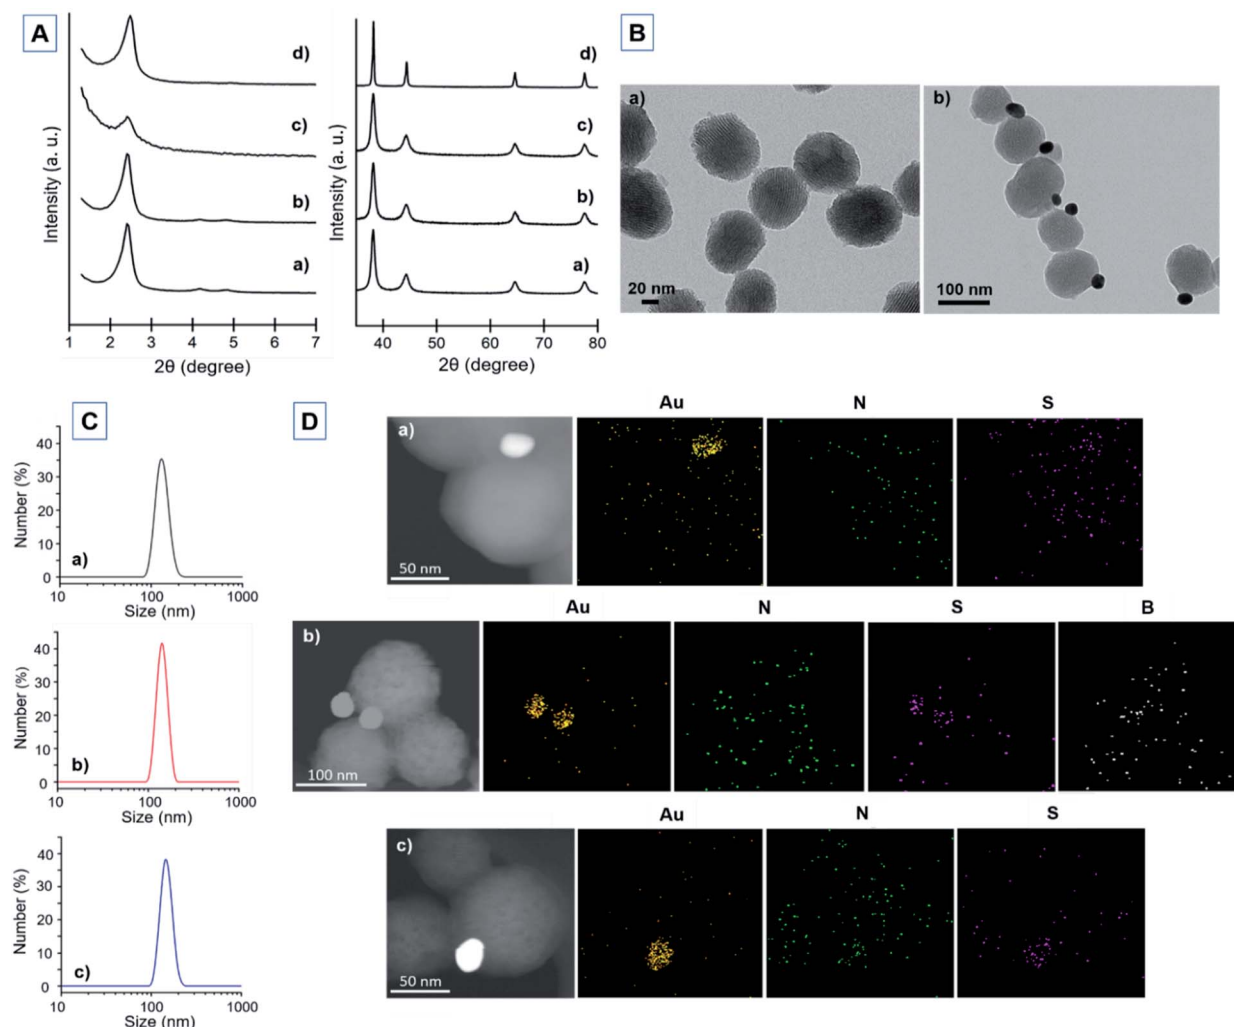 A
B
d)
c)
b)
a)
Intensity (a. u.)
1 2 3 4 5 6 7
2θ (degree)
d)
c)
b)
a)
Intensity (a. u.)
40 50 60 70 80
2θ (degree)
a)
20 nm
b)
100 nm
C
D
Number (%)
40
30
20
10
0
a)
10 100 1000
Size (nm)
Number (%)
40
30
20
10
0
b)
10 100 1000
Size (nm)
Number (%)
40
30
20
10
0
c)
10 100 1000
Size (nm)
Au N S
a)
50 nm
Au N S B
b)
100 nm
Au N S
c)
50 nm